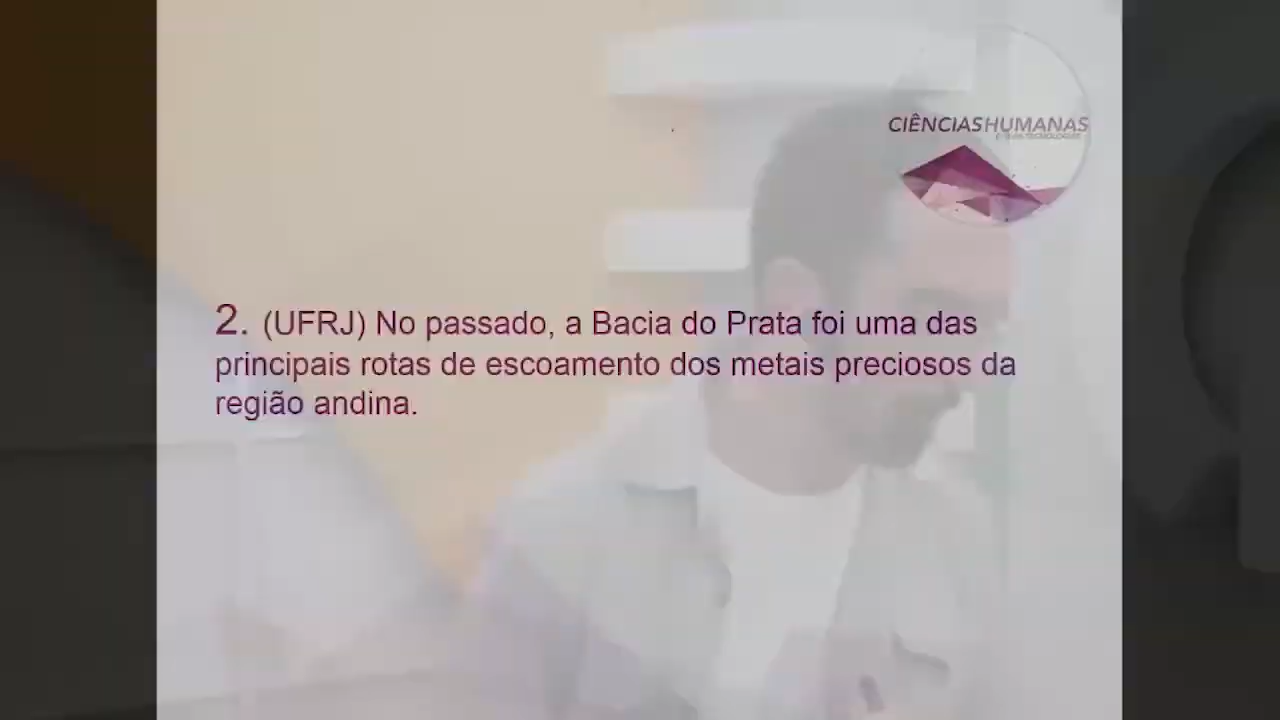 CIÊNCIASHUMANAS
2. (UFRJ) No passado, a Bacia do Prata foi uma das
principais rotas de escoamento dos metais preciosos da
região andina.